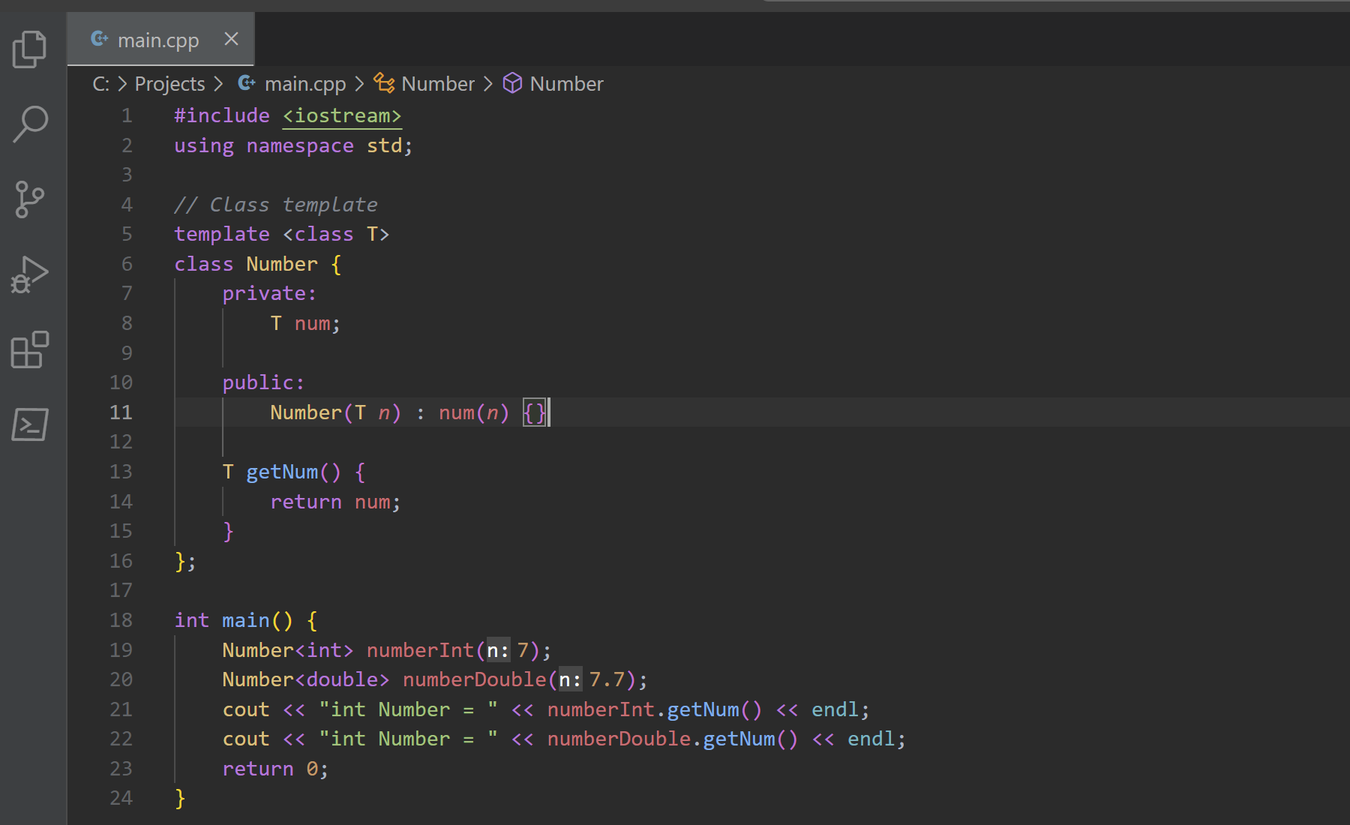 main.cpp
C: > Projects > main.cpp > Number > Number
1 #include <iostream>
2 using namespace std;
3
4 // Class template
5 template <class T>
6 class Number {
7     private:
8         T num;
9
10     public:
11         Number(T n) : num(n) {}
12
13     T getNum() {
14         return num;
15     }
16 };
17
18 int main() {
19     Number<int> numberInt(n: 7);
20     Number<double> numberDouble(n: 7.7);
21     cout << "int Number = " << numberInt.getNum() << endl;
22     cout << "int Number = " << numberDouble.getNum() << endl;
23     return 0;
24 }